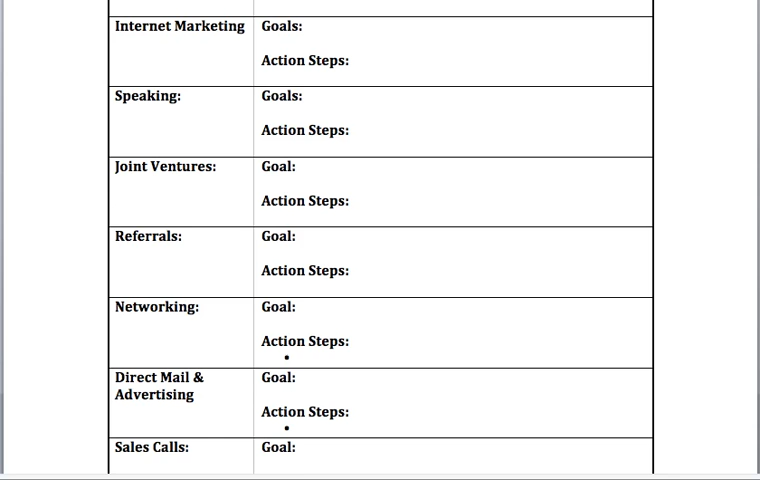 Internet Marketing
Goals:
Action Steps:
Speaking:
Goals:
Action Steps:
Joint Ventures:
Goal:
Action Steps:
Referrals:
Goal:
Action Steps:
Networking:
Goal:
Action Steps:
•
Direct Mail &
Advertising
Goal:
Action Steps:
•
Sales Calls:
Goal: